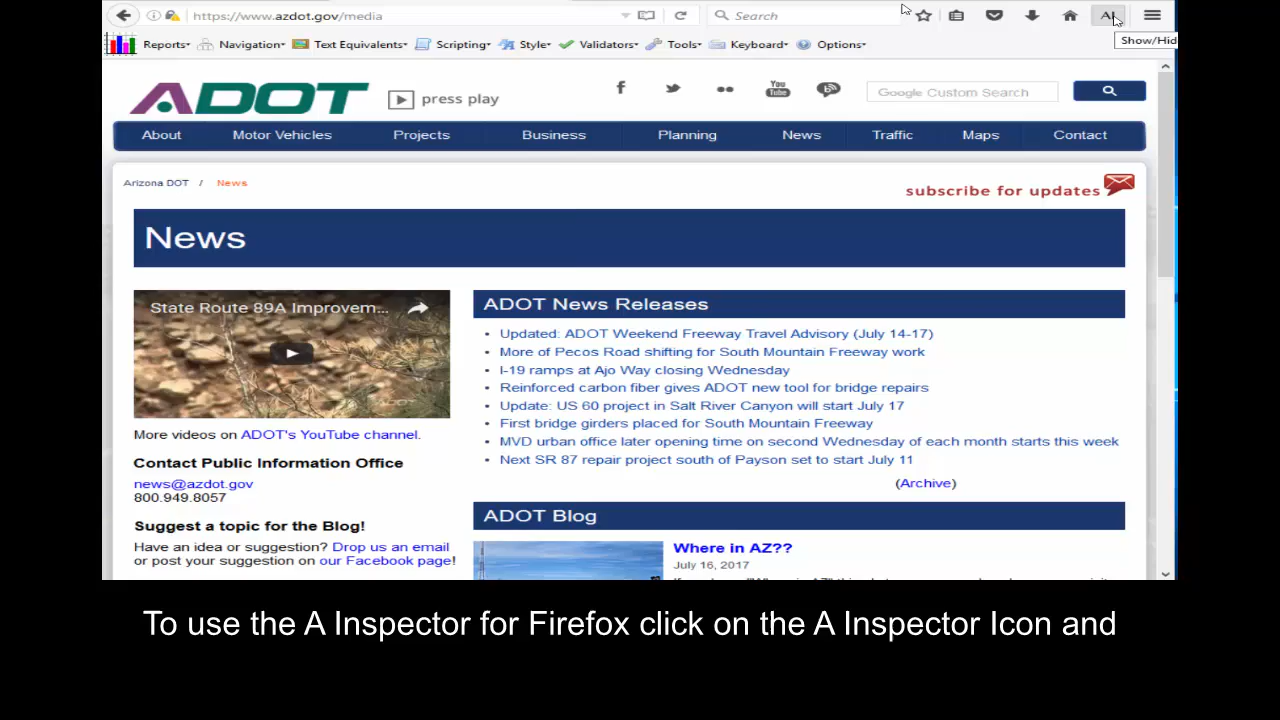 https://www.azdot.gov/media
Search
AI
Reports Navigation Text Equivalents Scripting Style Validators Tools Keyboard Options
Show/Hid
ADOT
press play
You Tube
Google Custom Search
About Motor Vehicles Projects Business Planning News Traffic Maps Contact
Arizona DOT / News
subscribe for updates
News
State Route 89A Improvem...
ADOT
More videos on ADOT's YouTube channel.
Contact Public Information Office
news@azdot.gov
800.949.8057
Suggest a topic for the Blog!
Have an idea or suggestion? Drop us an email
or post your suggestion on our Facebook page!
ADOT News Releases
• Updated: ADOT Weekend Freeway Travel Advisory (July 14-17)
• More of Pecos Road shifting for South Mountain Freeway work
• I-19 ramps at Ajo Way closing Wednesday
• Reinforced carbon fiber gives ADOT new tool for bridge repairs
• Update: US 60 project in Salt River Canyon will start July 17
• First bridge girders placed for South Mountain Freeway
• MVD urban office later opening time on second Wednesday of each month starts this week
• Next SR 87 repair project south of Payson set to start July 11
(Archive)
ADOT Blog
Where in AZ??
July 16, 2017
To use the A Inspector for Firefox click on the A Inspector Icon and